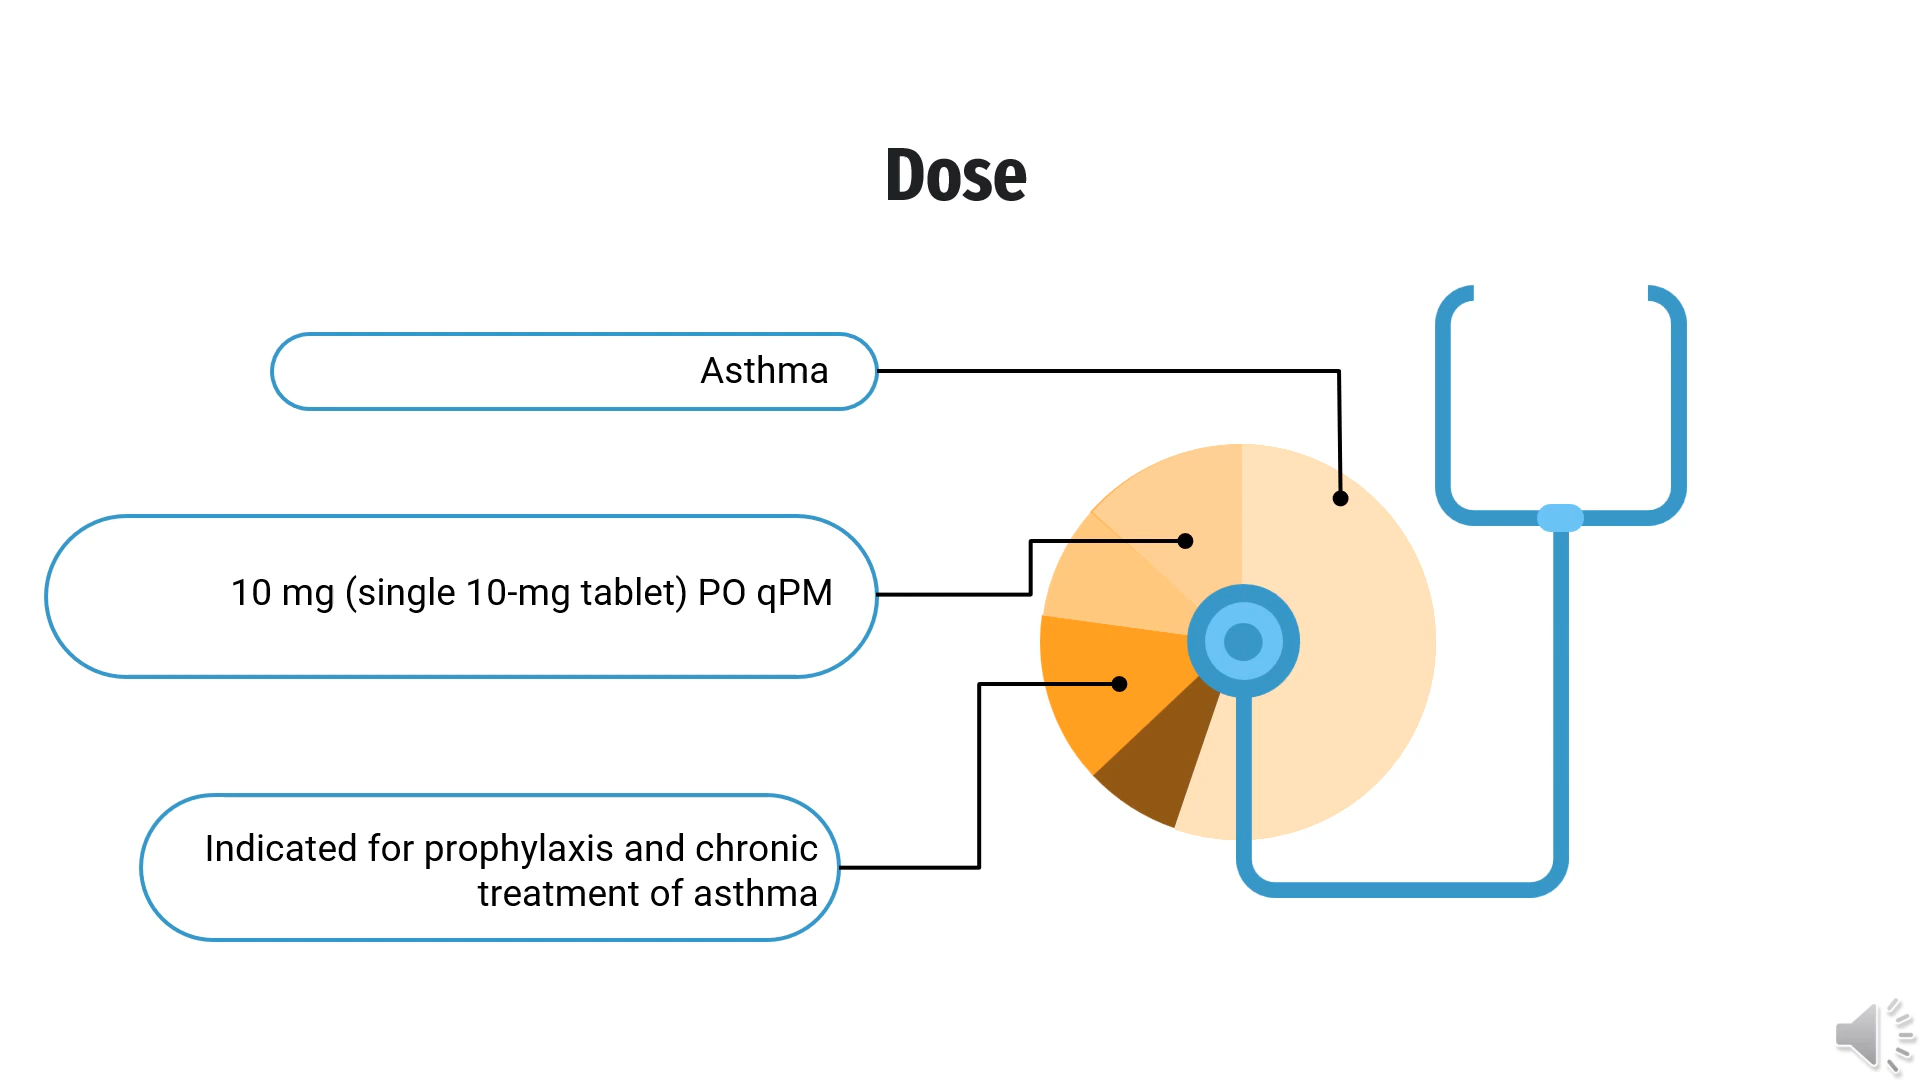 Dose
Asthma
10 mg (single 10-mg tablet) PO qPM
Indicated for prophylaxis and chronic
treatment of asthma